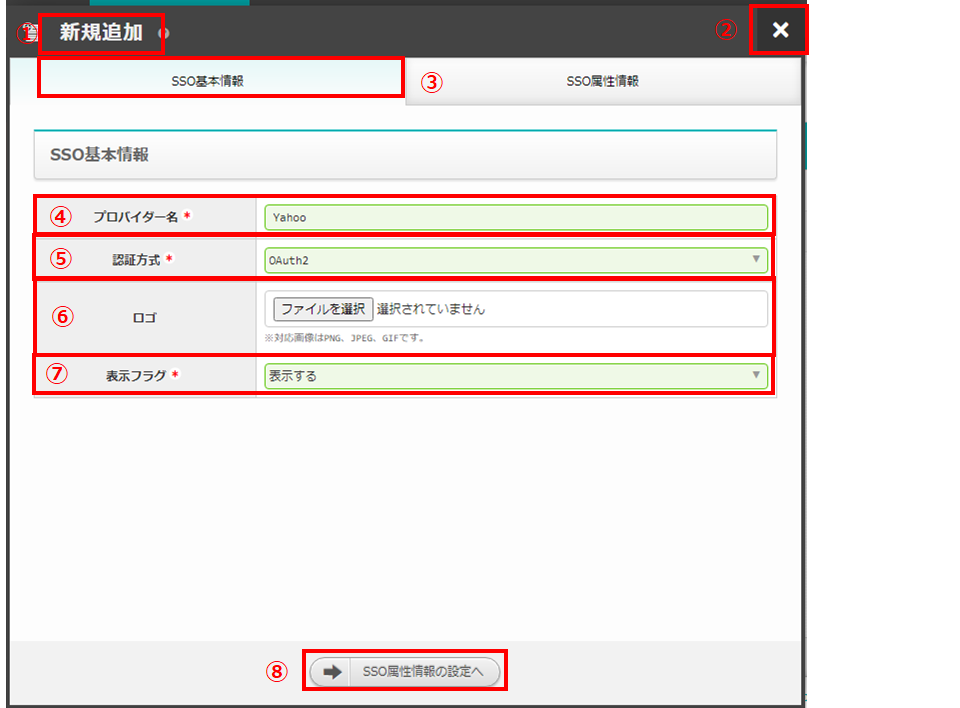 ① 新規追加
② ×
SSO基本情報 ③ SSO属性情報
SSO基本情報
④ プロバイダー名 * Yahoo
⑤ 認証方式 * OAuth2 ▼
⑥ ロゴ ファイルを選択 選択されていません
※対応画像はPNG、JPEG、GIFです。
⑦ 表示フラグ * 表示する ▼
⑧ SSO属性情報の設定へ